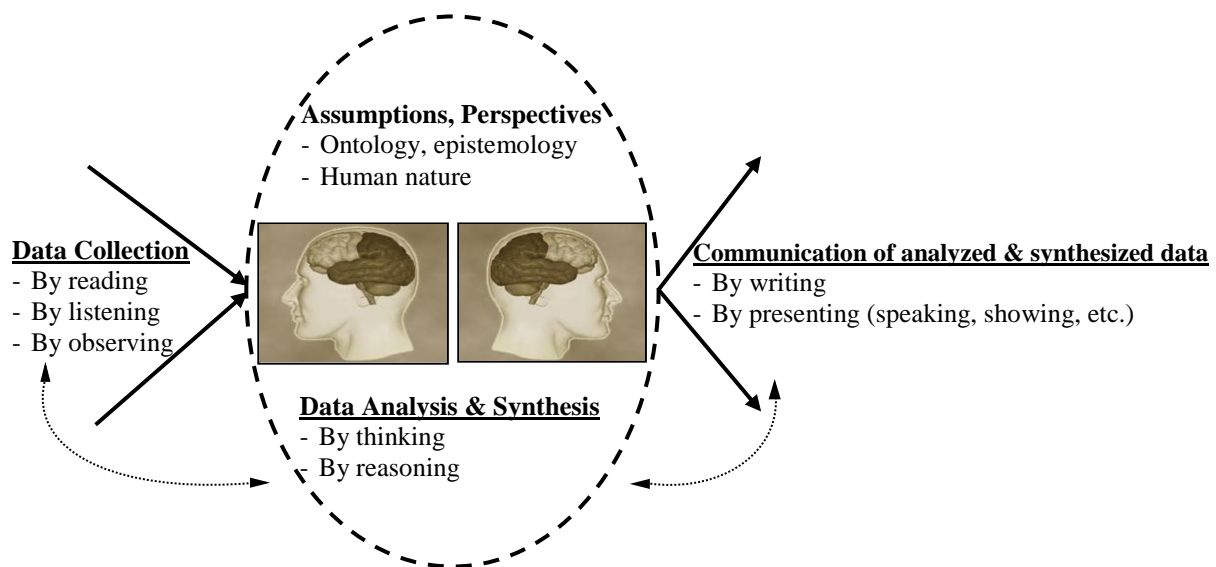 Assumptions, Perspectives
- Ontology, epistemology
- Human nature
Data Collection
- By reading
- By listening
- By observing
Communication of analyzed & synthesized data
- By writing
- By presenting (speaking, showing, etc.)
Data Analysis & Synthesis
- By thinking
- By reasoning